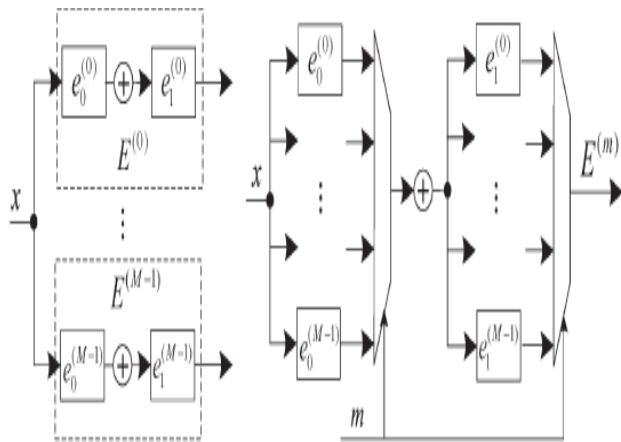 e_0^{(0)} + e_1^{(0)}
E^{(0)}
x
⋮
E^{(M-1)}
e_0^{(M-1)} + e_1^{(M-1)}
e_0^{(0)}
x
⋮
e_0^{(M-1)}
+
e_1^{(0)}
⋮
e_1^{(M-1)}
E^{(m)}
m